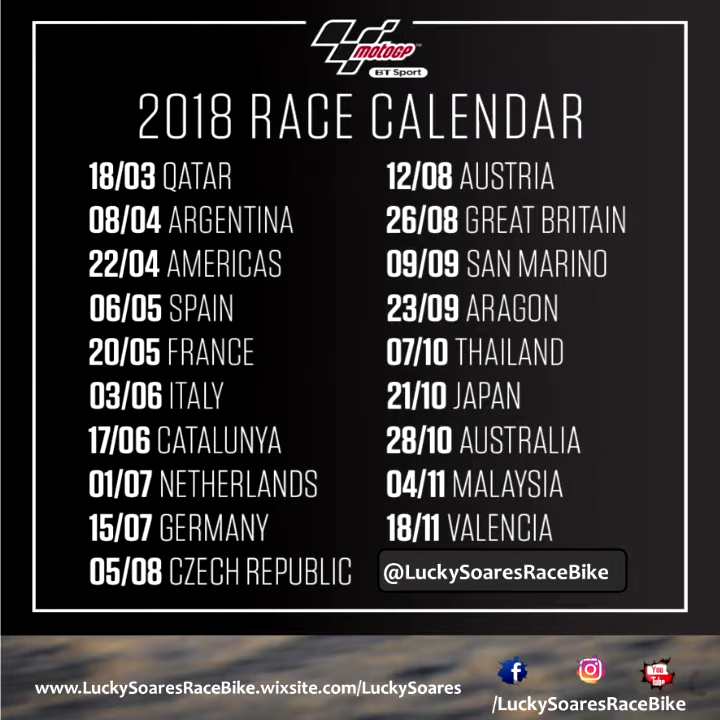 motoGP™
BT Sport
2018 RACE CALENDAR
18/03 QATAR
08/04 ARGENTINA
22/04 AMERICAS
06/05 SPAIN
20/05 FRANCE
03/06 ITALY
17/06 CATALUNYA
01/07 NETHERLANDS
15/07 GERMANY
05/08 CZECH REPUBLIC
12/08 AUSTRIA
26/08 GREAT BRITAIN
09/09 SAN MARINO
23/09 ARAGON
07/10 THAILAND
21/10 JAPAN
28/10 AUSTRALIA
04/11 MALAYSIA
18/11 VALENCIA
@LuckySoaresRaceBike
www.LuckySoaresRaceBike.wixsite.com/LuckySoares
You
Tube
/LuckySoaresRaceBike